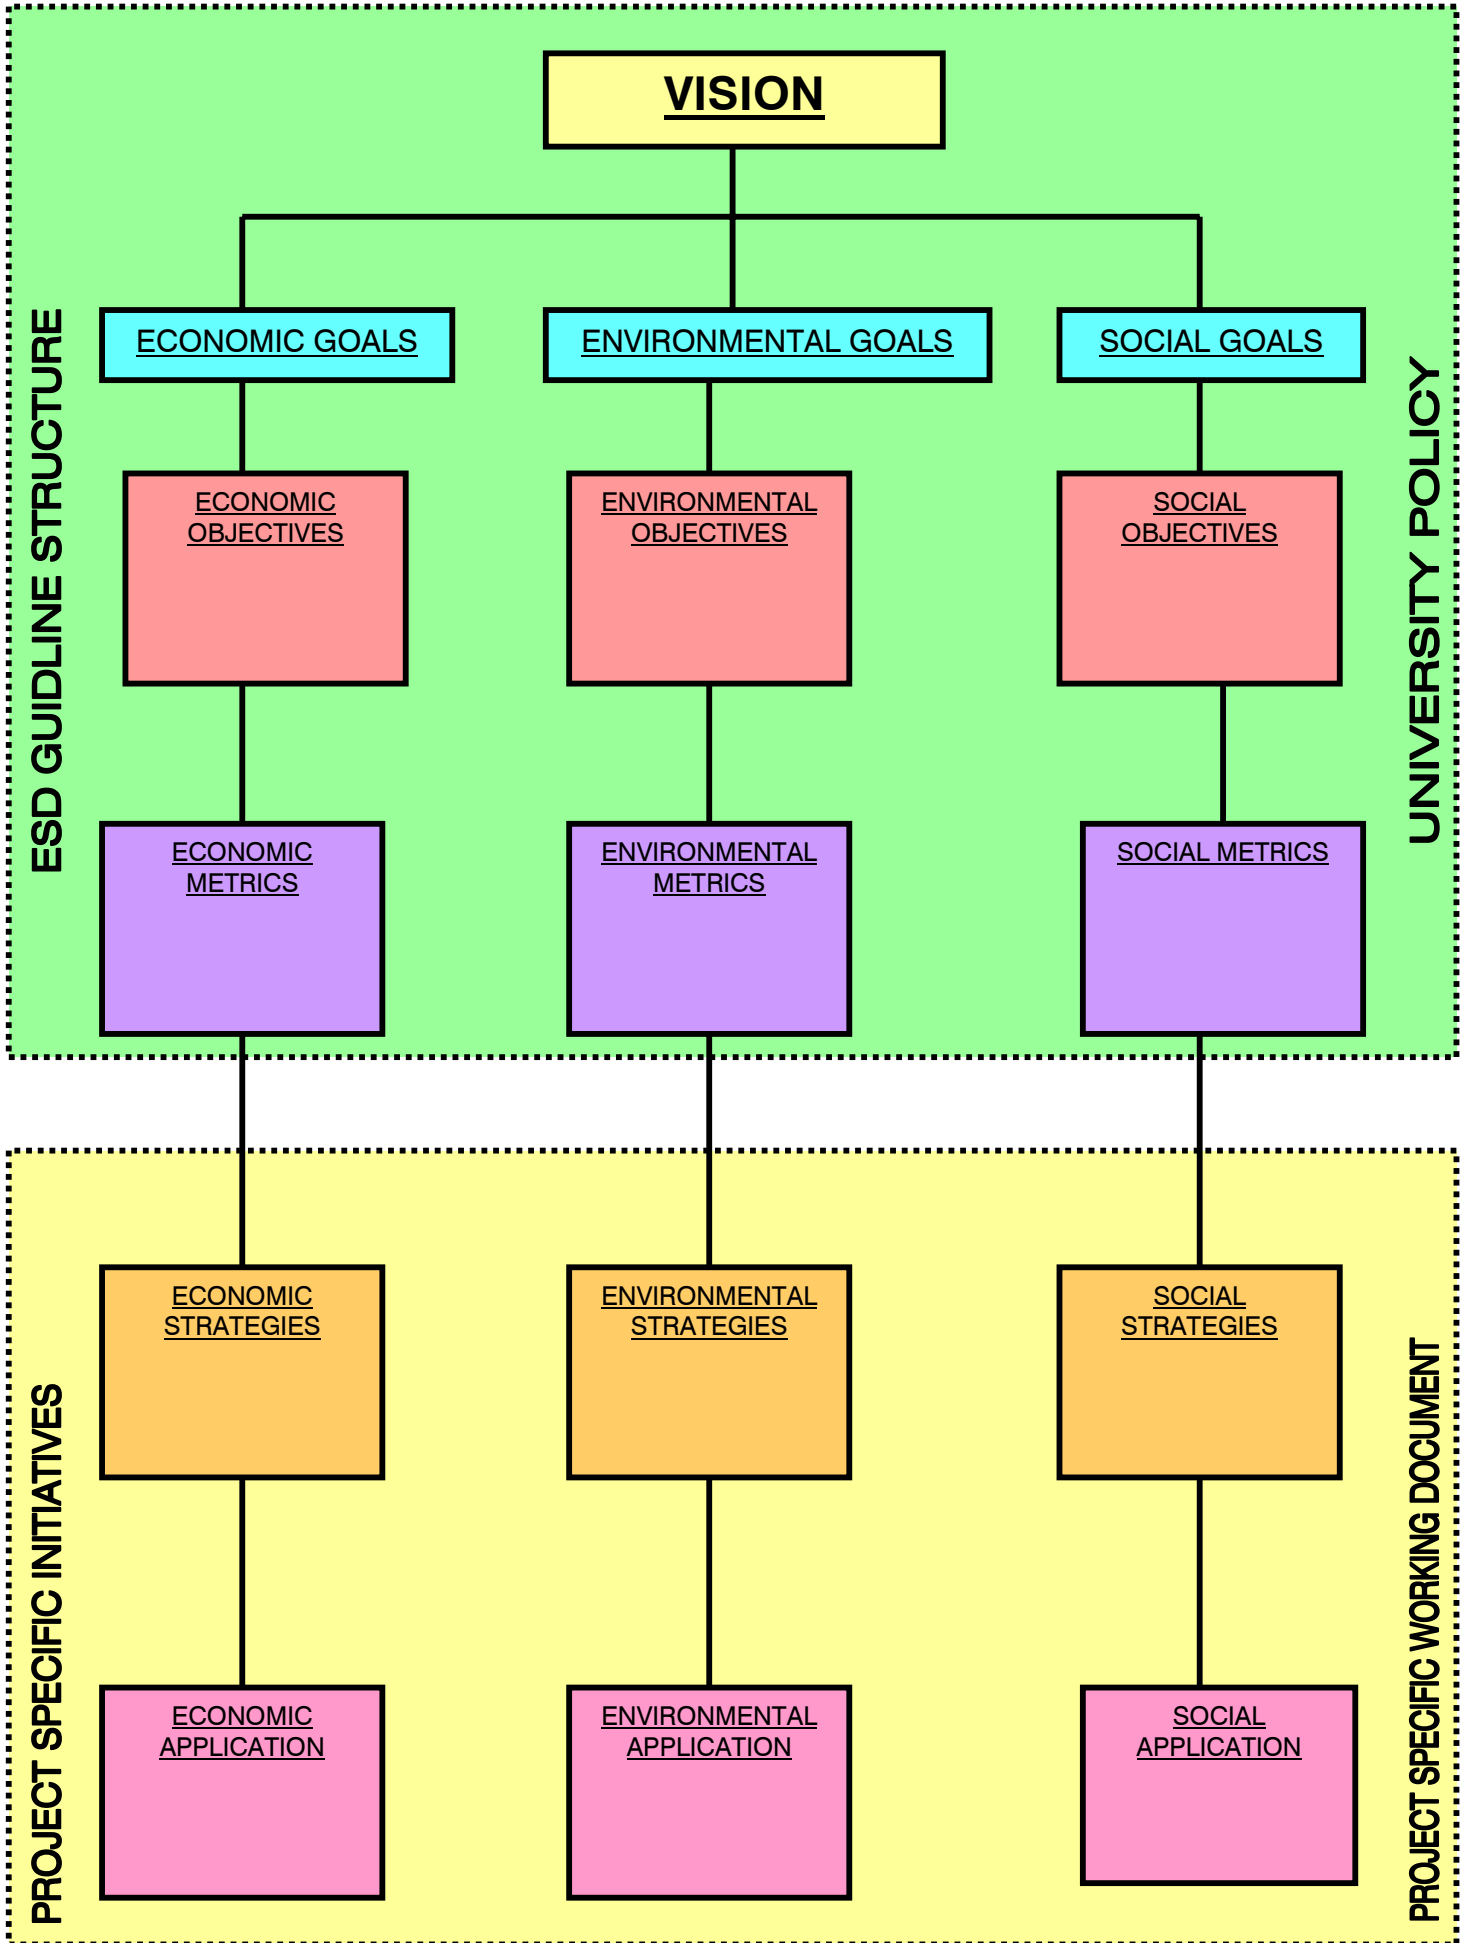 VISION
ECONOMIC GOALS
ENVIRONMENTAL GOALS
SOCIAL GOALS
ESD GUIDLINE STRUCTURE
UNIVERSITY POLICY
ECONOMIC
OBJECTIVES
ENVIRONMENTAL
OBJECTIVES
SOCIAL
OBJECTIVES
ECONOMIC
METRICS
ENVIRONMENTAL
METRICS
SOCIAL METRICS
PROJECT SPECIFIC INITIATIVES
PROJECT SPECIFIC WORKING DOCUMENT
ECONOMIC
STRATEGIES
ENVIRONMENTAL
STRATEGIES
SOCIAL
STRATEGIES
ECONOMIC
APPLICATION
ENVIRONMENTAL
APPLICATION
SOCIAL
APPLICATION